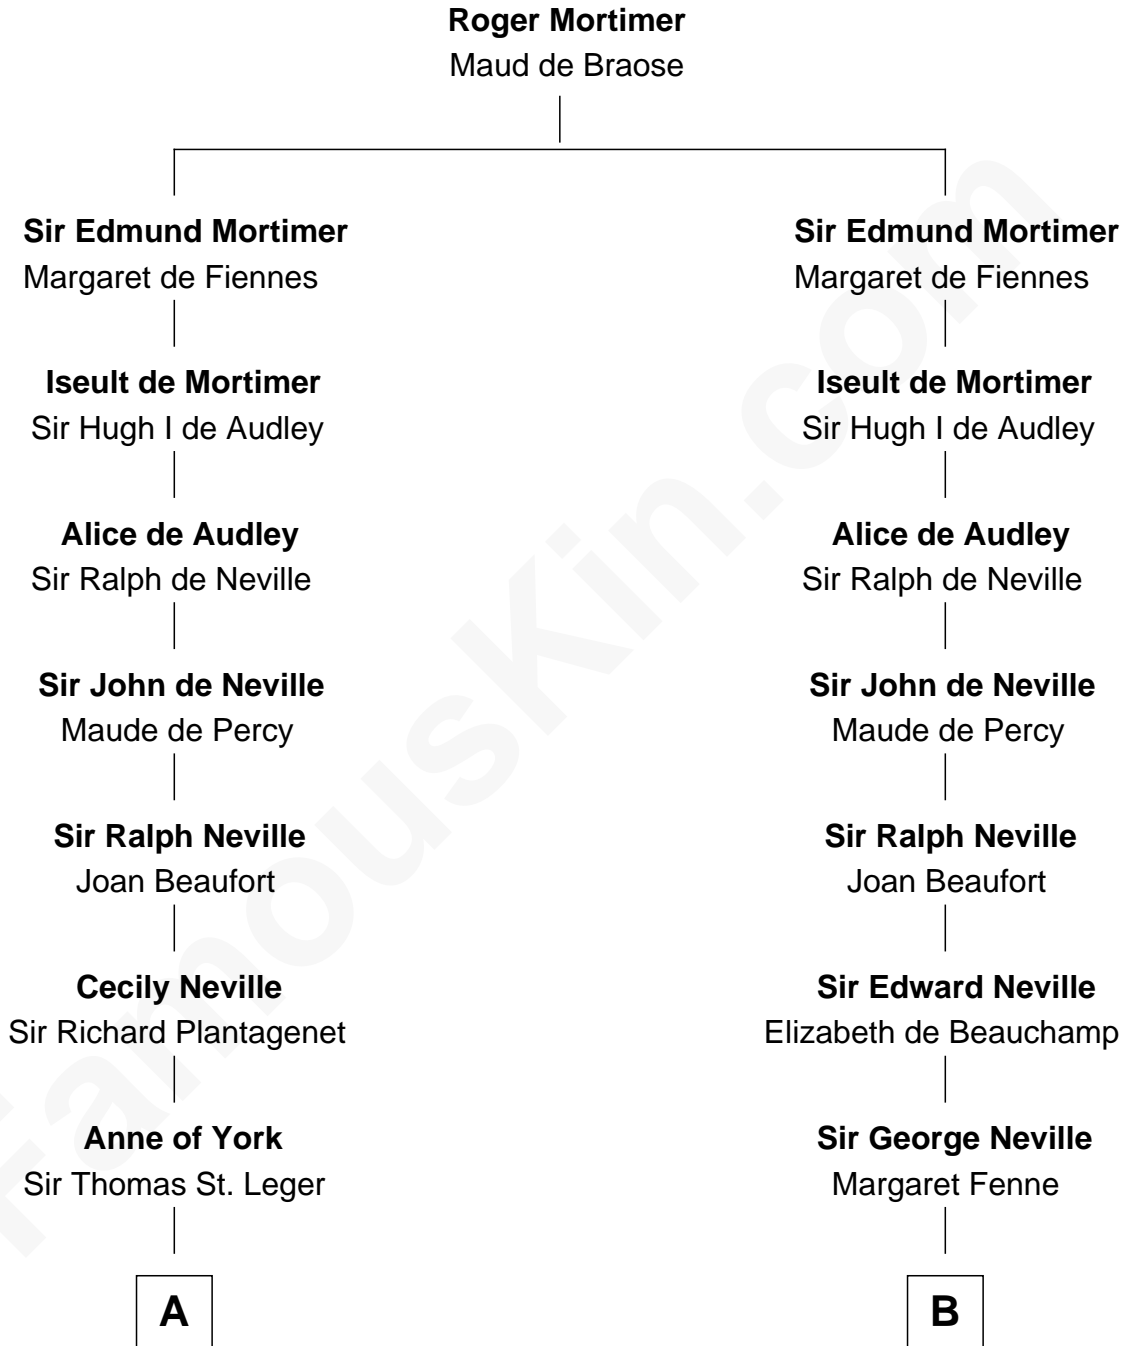 Roger Mortimer
Maud de Braose
Sir Edmund Mortimer
Margaret de Fiennes
Iseult de Mortimer
Sir Hugh I de Audley
Alice de Audley
Sir Ralph de Neville
Sir John de Neville
Maude de Percy
Sir Ralph Neville
Joan Beaufort
Cecily Neville
Sir Richard Plantagenet
Anne of York
Sir Thomas St. Leger
A
Sir Edmund Mortimer
Margaret de Fiennes
Iseult de Mortimer
Sir Hugh I de Audley
Alice de Audley
Sir Ralph de Neville
Sir John de Neville
Maude de Percy
Sir Ralph Neville
Joan Beaufort
Sir Edward Neville
Elizabeth de Beauchamp
Sir George Neville
Margaret Fenne
B
FamousKin.com